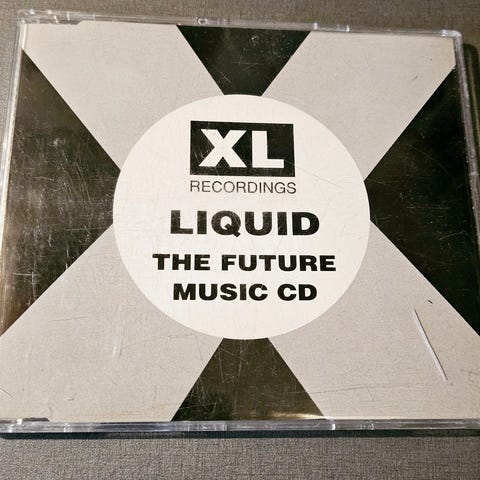 XL
RECORDINGS
LIQUID
THE FUTURE
MUSIC CD